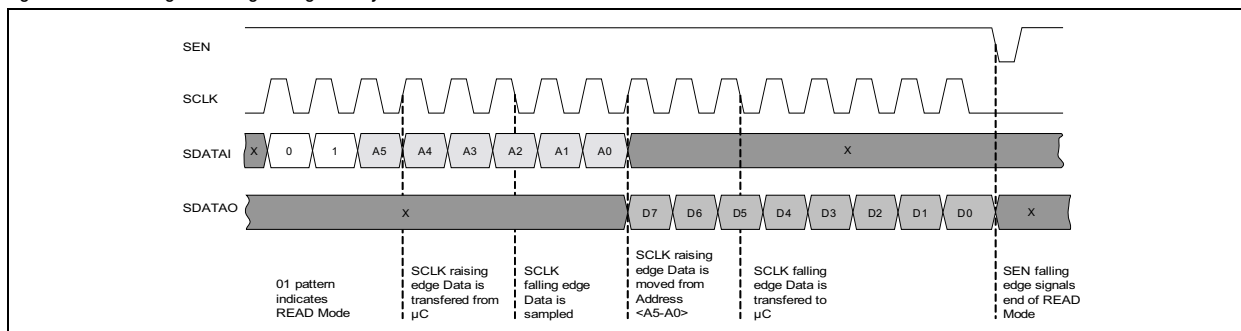 SEN
SCLK
SDATAI X 0 1 A5 A4 A3 A2 A1 A0 X
SDATAO X D7 D6 D5 D4 D3 D2 D1 D0 X
01 pattern
indicates
READ Mode
SCLK raising
edge Data is
transfered from
µC
SCLK
falling edge
Data is
sampled
SCLK raising
edge Data is
moved from
Address
<A5-A0>
SCLK falling
edge Data is
transfered to
µC
SEN falling
edge signals
end of READ
Mode